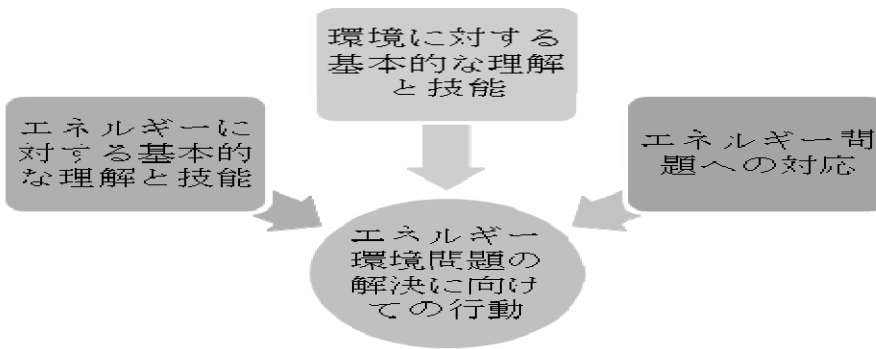 環境に対する
基本的な理解
と技能
エネルギーに
対する基本的
な理解と技能
エネルギー問
題への対応
エネルギー
環境問題の
解決に向け
ての行動